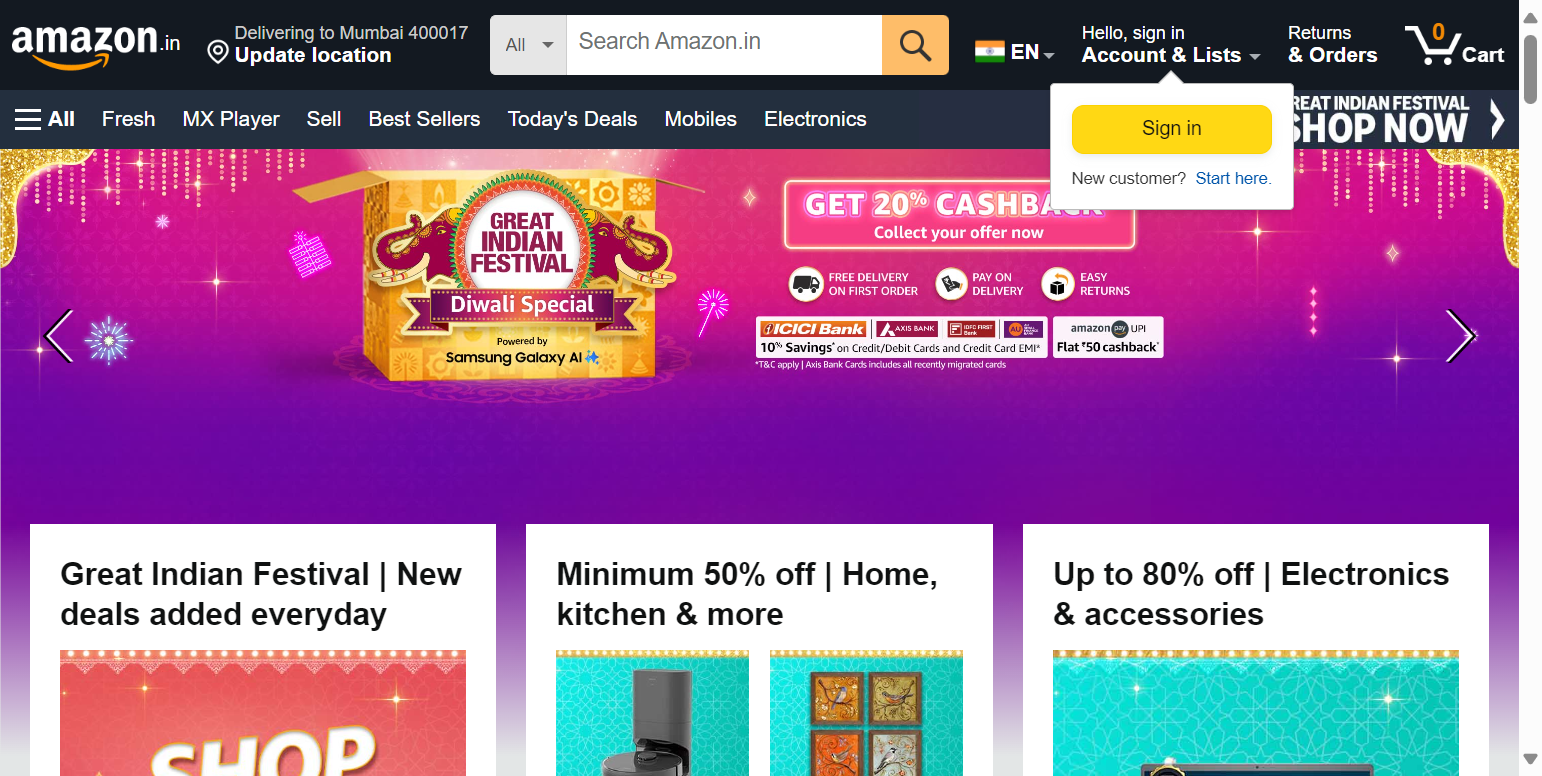 amazon.in
Delivering to Mumbai 400017
Update location
All
Search Amazon.in
EN
Hello, sign in
Account & Lists
Returns
& Orders
0
Cart
All
Fresh
MX Player
Sell
Best Sellers
Today's Deals
Mobiles
Electronics
REAT INDIAN FESTIVAL
SHOP NOW
Sign in
New customer? Start here.
GREAT
INDIAN
FESTIVAL
Diwali Special
Powered by
Samsung Galaxy AI
GET 20% CASHBACK
Collect your offer now
FREE DELIVERY
ON FIRST ORDER
PAY ON
DELIVERY
EASY
RETURNS
ICICI Bank
AXIS BANK
IDFC FIRST
Bank
AU
10% Savings* on Credit/Debit Cards and Credit Card EMI*
amazon pay UPI
Flat ₹50 cashback*
*T&C apply | Axis Bank Cards includes all recently migrated cards
Great Indian Festival | New
deals added everyday
Minimum 50% off | Home,
kitchen & more
Up to 80% off | Electronics
& accessories
SHOP